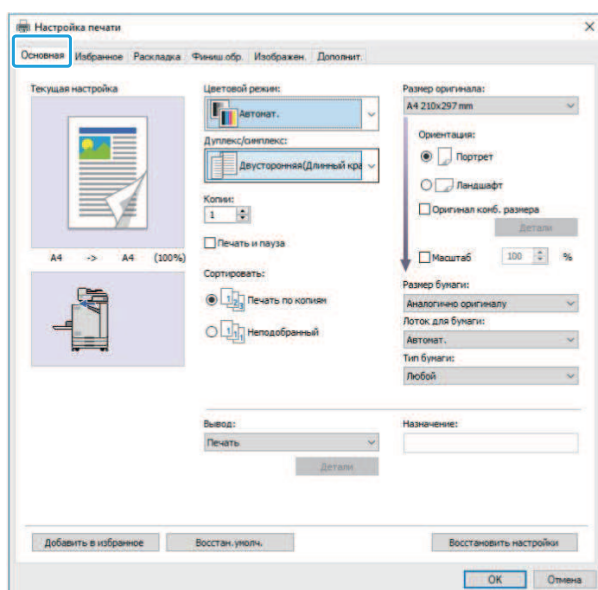 Настройка печати
Основная Избранное Раскладка Финиш.обр. Изображен. Дополнит.
Текущая настройка
A4 -> A4 (100%)
Цветовой режим:
Автонат.
Дуплекс/симплекс:
Двусторонняя(Длинный кра
Копии:
1
Печать и пауза
Сортировать:
Печать по копиям
Неподобранный
Размер оригинала:
A4 210x297 mm
Ориентация:
Портрет
Ландшафт
Оригинал конб. размера
Детали
Масштаб 100 %
Размер бумаги:
Аналогично оригиналу
Лоток для бумаги:
Автонат.
Тип бумаги:
Любой
Вывод:
Печать
Детали
Назначение:
Добавить в избранное Восстан.умолч. Восстановить настройки
OK Отмена